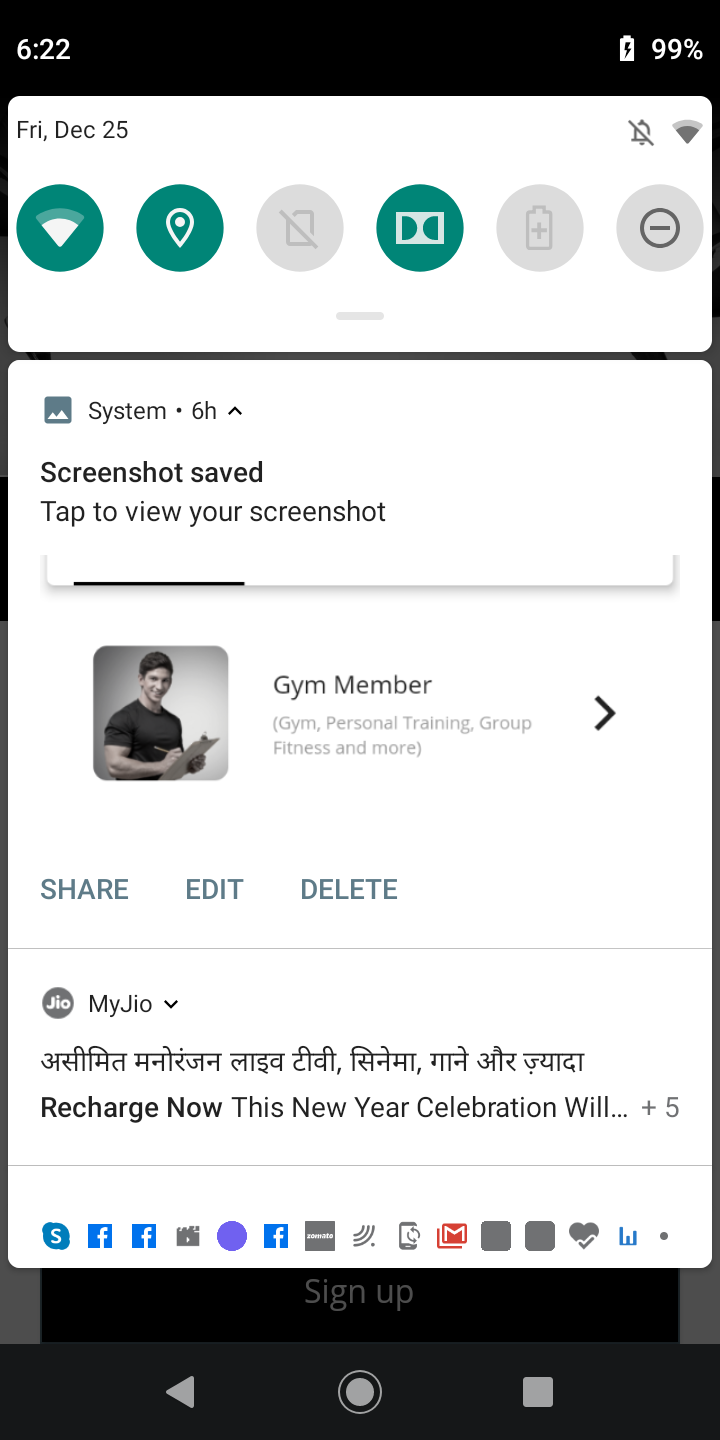 6:22
99%
Fri, Dec 25
System • 6h
Screenshot saved
Tap to view your screenshot
Gym Member
(Gym, Personal Training, Group
Fitness and more)
SHARE EDIT DELETE
Jio MyJio
असीमित मनोरंजन लाइव टीवी, सिनेमा, गाने और ज़्यादा
Recharge Now This New Year Celebration Will... + 5
zomato
Sign up